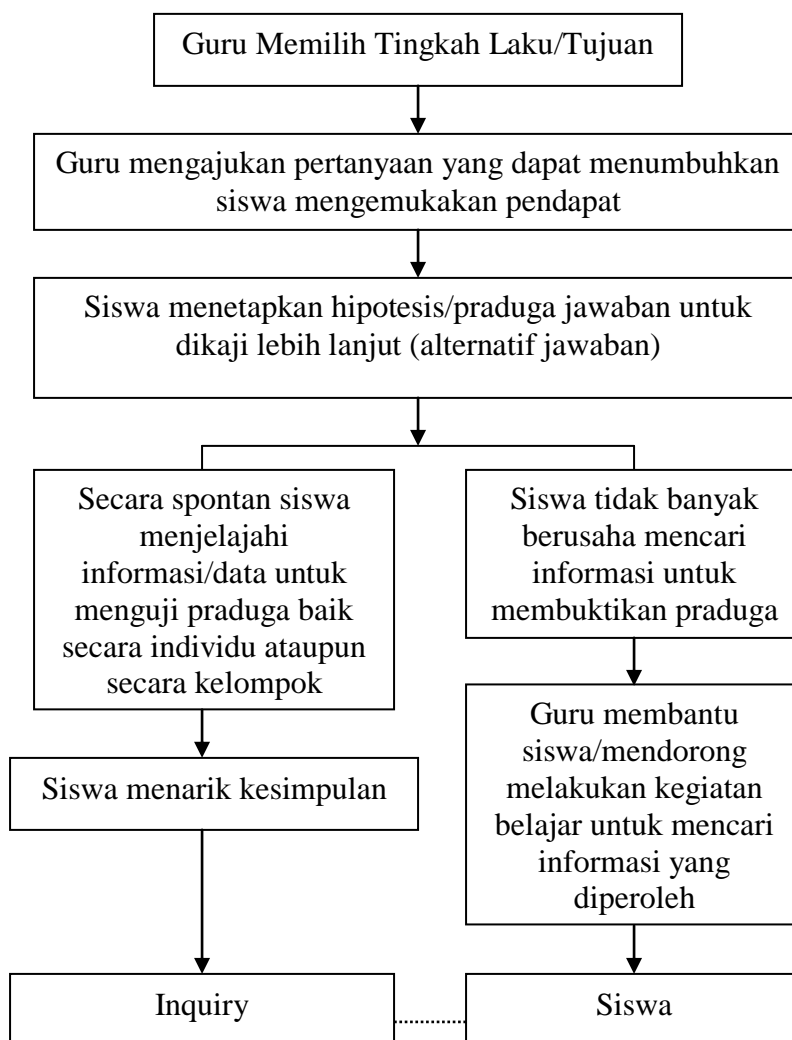 Guru Memilih Tingkah Laku/Tujuan
Guru mengajukan pertanyaan yang dapat menumbuhkan
siswa mengemukakan pendapat
Siswa menetapkan hipotesis/praduga jawaban untuk
dikaji lebih lanjut (alternatif jawaban)
Secara spontan siswa
menjelajahi
informasi/data untuk
menguji praduga baik
secara individu ataupun
secara kelompok
Siswa menarik kesimpulan
Inquiry
Siswa tidak banyak
berusaha mencari
informasi untuk
membuktikan praduga
Guru membantu
siswa/mendorong
melakukan kegiatan
belajar untuk mencari
informasi yang
diperoleh
Siswa